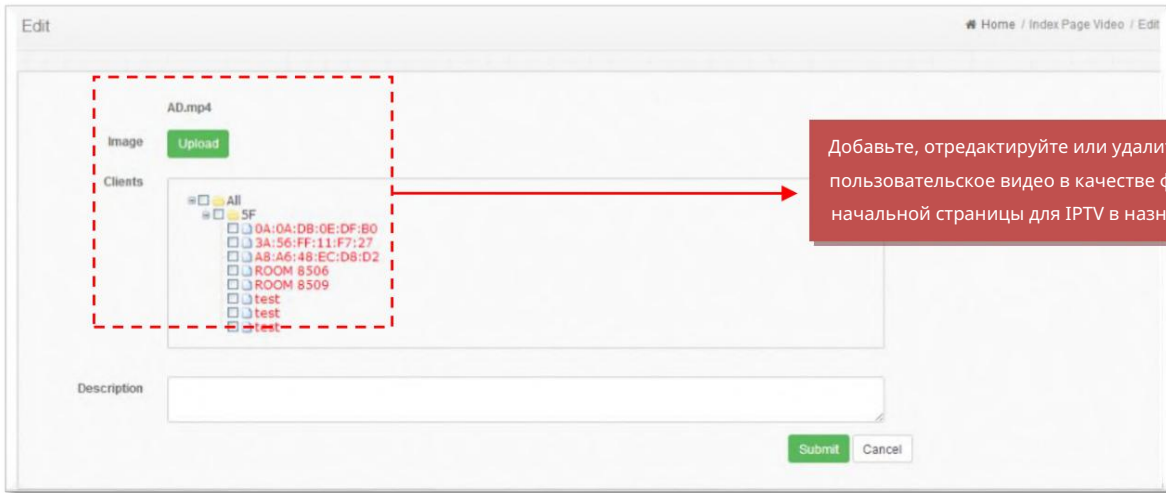 Edit
Home / Index Page Video / Edit
AD.mp4
Image
Upload
Clients
All
5F
0A:0A:DB:0E:DF:B0
3A:56:FF:11:F7:27
A8:A6:48:EC:D8:D2
ROOM 8506
ROOM 8509
test
test
test
Добавьте, отредактируйте или
пользовательское видео в качестве
начальной страницы для IPTV в
Description
Submit
Cancel